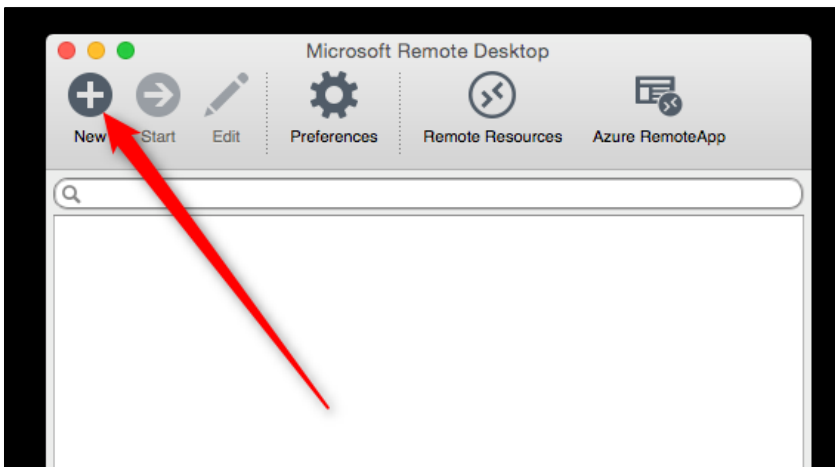 Microsoft Remote Desktop
New Start Edit Preferences Remote Resources Azure RemoteApp